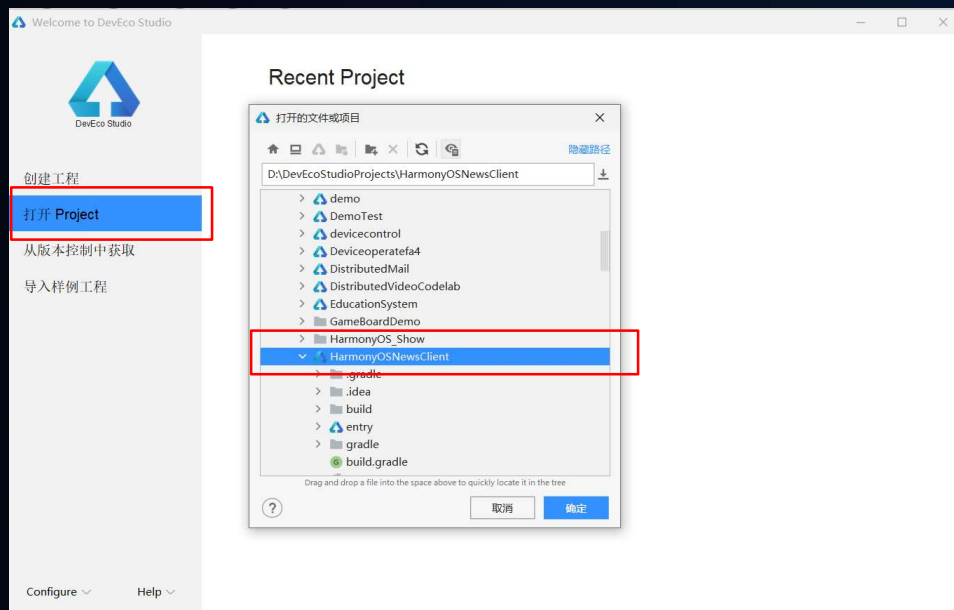 Welcome to DevEco Studio
DevEco Studio
创建工程
打开 Project
从版本控制中获取
导入样例工程
Configure
Help
Recent Project
打开的文件或项目
隐藏路径
D:\DevEcoStudioProjects\HarmonyOSNewsClient
demo
DemoTest
devicecontrol
Deviceoperatefa4
DistributedMail
DistributedVideoCodelab
EducationSystem
GameBoardDemo
HarmonyOS_Show
HarmonyOSNewsClient
.gradle
.idea
build
entry
gradle
build.gradle
Drag and drop a file into the space above to quickly locate it in the tree
?
取消
确定